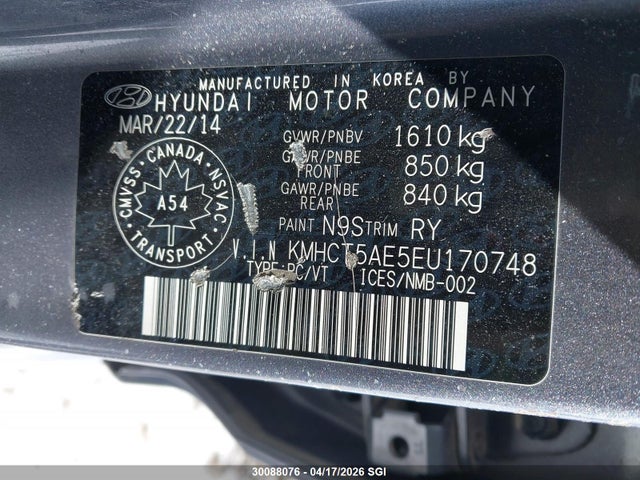 MANUFACTURED IN KOREA BY
HYUNDAI MOTOR COMPANY
MAR/22/14
GVWR/PNBV 1610 kg
GAWR/PNBE FRONT 850 kg
GAWR/PNBE REAR 840 kg
CANADA
CMVSS NSVAC
A54
TRANSPORT
PAINT N9S TRIM RY
V.I.N KMHCT5AE5EU170748
TYPE: PC/VT ICES/NMB-002
30088076 - 04/17/2026 SGI